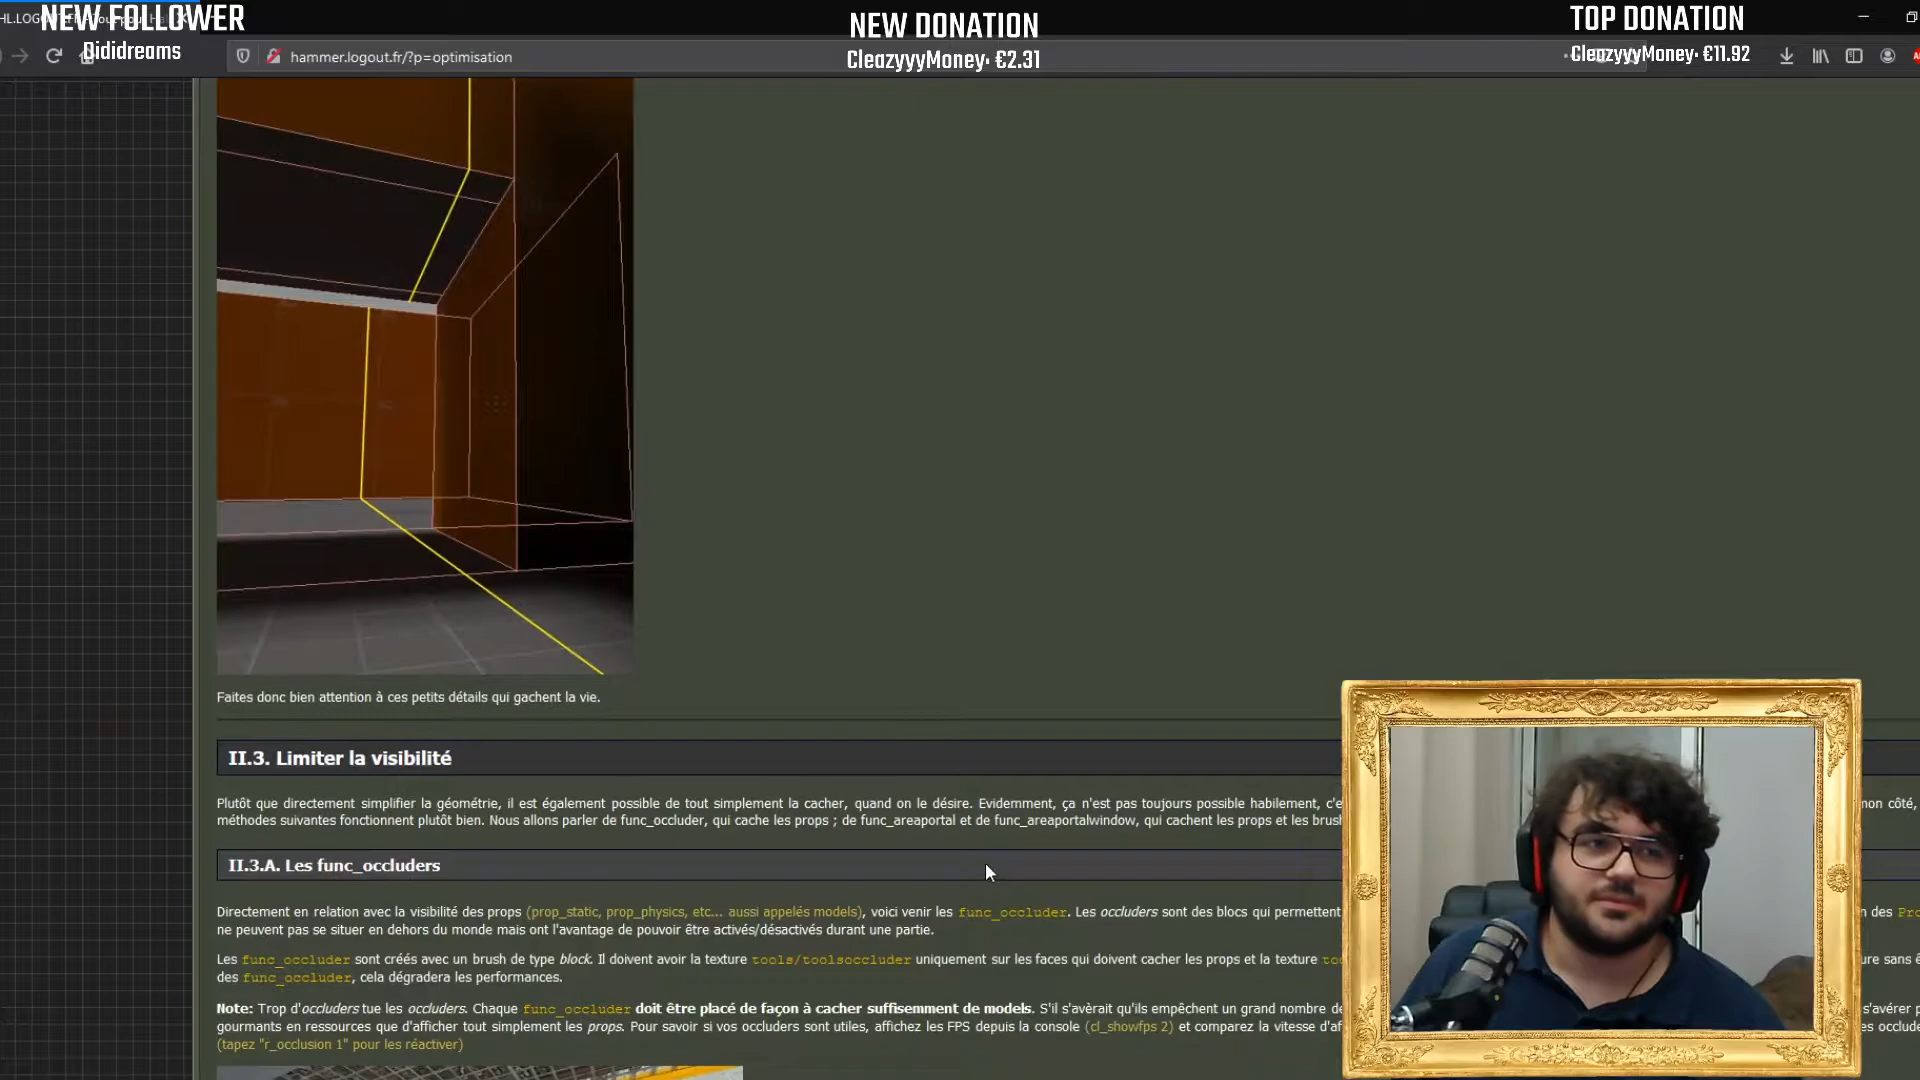 NEW FOLLOWER
Dididreams
NEW DONATION
CleazyyyMoney: €2.31
TOP DONATION
CleazyyyMoney: €11.92
hammer.logout.fr/?p=optimisation
Faites donc bien attention à ces petits détails qui gachent la vie.
II.3. Limiter la visibilité
Plutôt que directement simplifier la géométrie, il est également possible de tout simplement la cacher, quand on le désire. Evidemment, ça n'est pas toujours possible habilement, mon côté,
méthodes suivantes fonctionnent plutôt bien. Nous allons parler de func_occluder, qui cache les props ; de func_areaportal et de func_areaportalwindow, qui cachent les props et les
II.3.A. Les func_occluders
Directement en relation avec la visibilité des props (prop_static, prop_physics, etc... aussi appelés models), voici venir les func_occluder. Les occluders sont des blocs qui permettent des
ne peuvent pas se situer en dehors du monde mais ont l'avantage de pouvoir être activés/désactivés durant une partie.
Les func_occluder sont créés avec un brush de type block. Il doivent avoir la texture tools/toolsoccluder uniquement sur les faces qui doivent cacher les props et la texture sans
des func_occluder, cela dégradera les performances.
Note: Trop d'occluders tue les occluders. Chaque func_occluder doit être placé de façon à cacher suffisemment de models. S'il s'avèrait qu'ils empêchent un grand nombre de s'avérer
gourmants en ressources que d'afficher tout simplement les props. Pour savoir si vos occluders sont utiles, affichez les FPS depuis la console (cl_showfps 2) et comparez la vitesse
(tapez "r_occlusion 1" pour les réactiver)